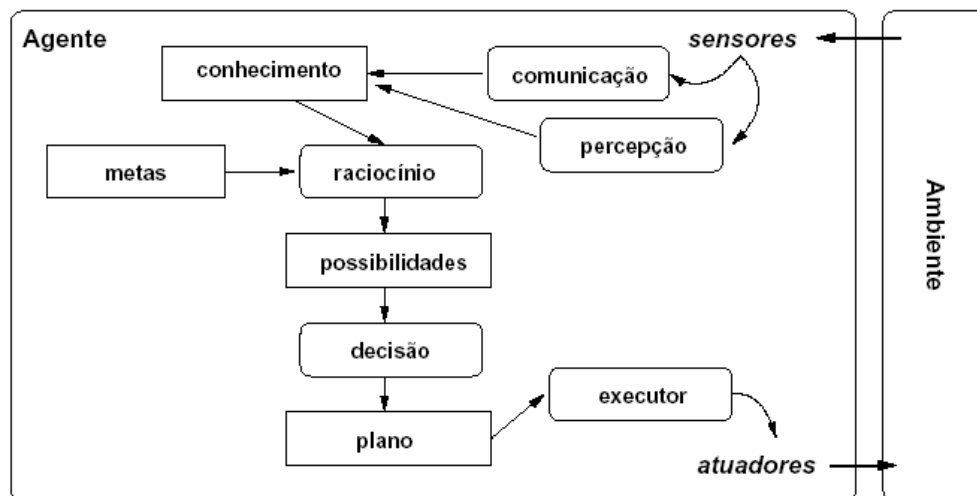 Agente
sensores
conhecimento
comunicação
percepção
metas
raciocínio
Ambiente
possibilidades
decisão
executor
plano
atuadores